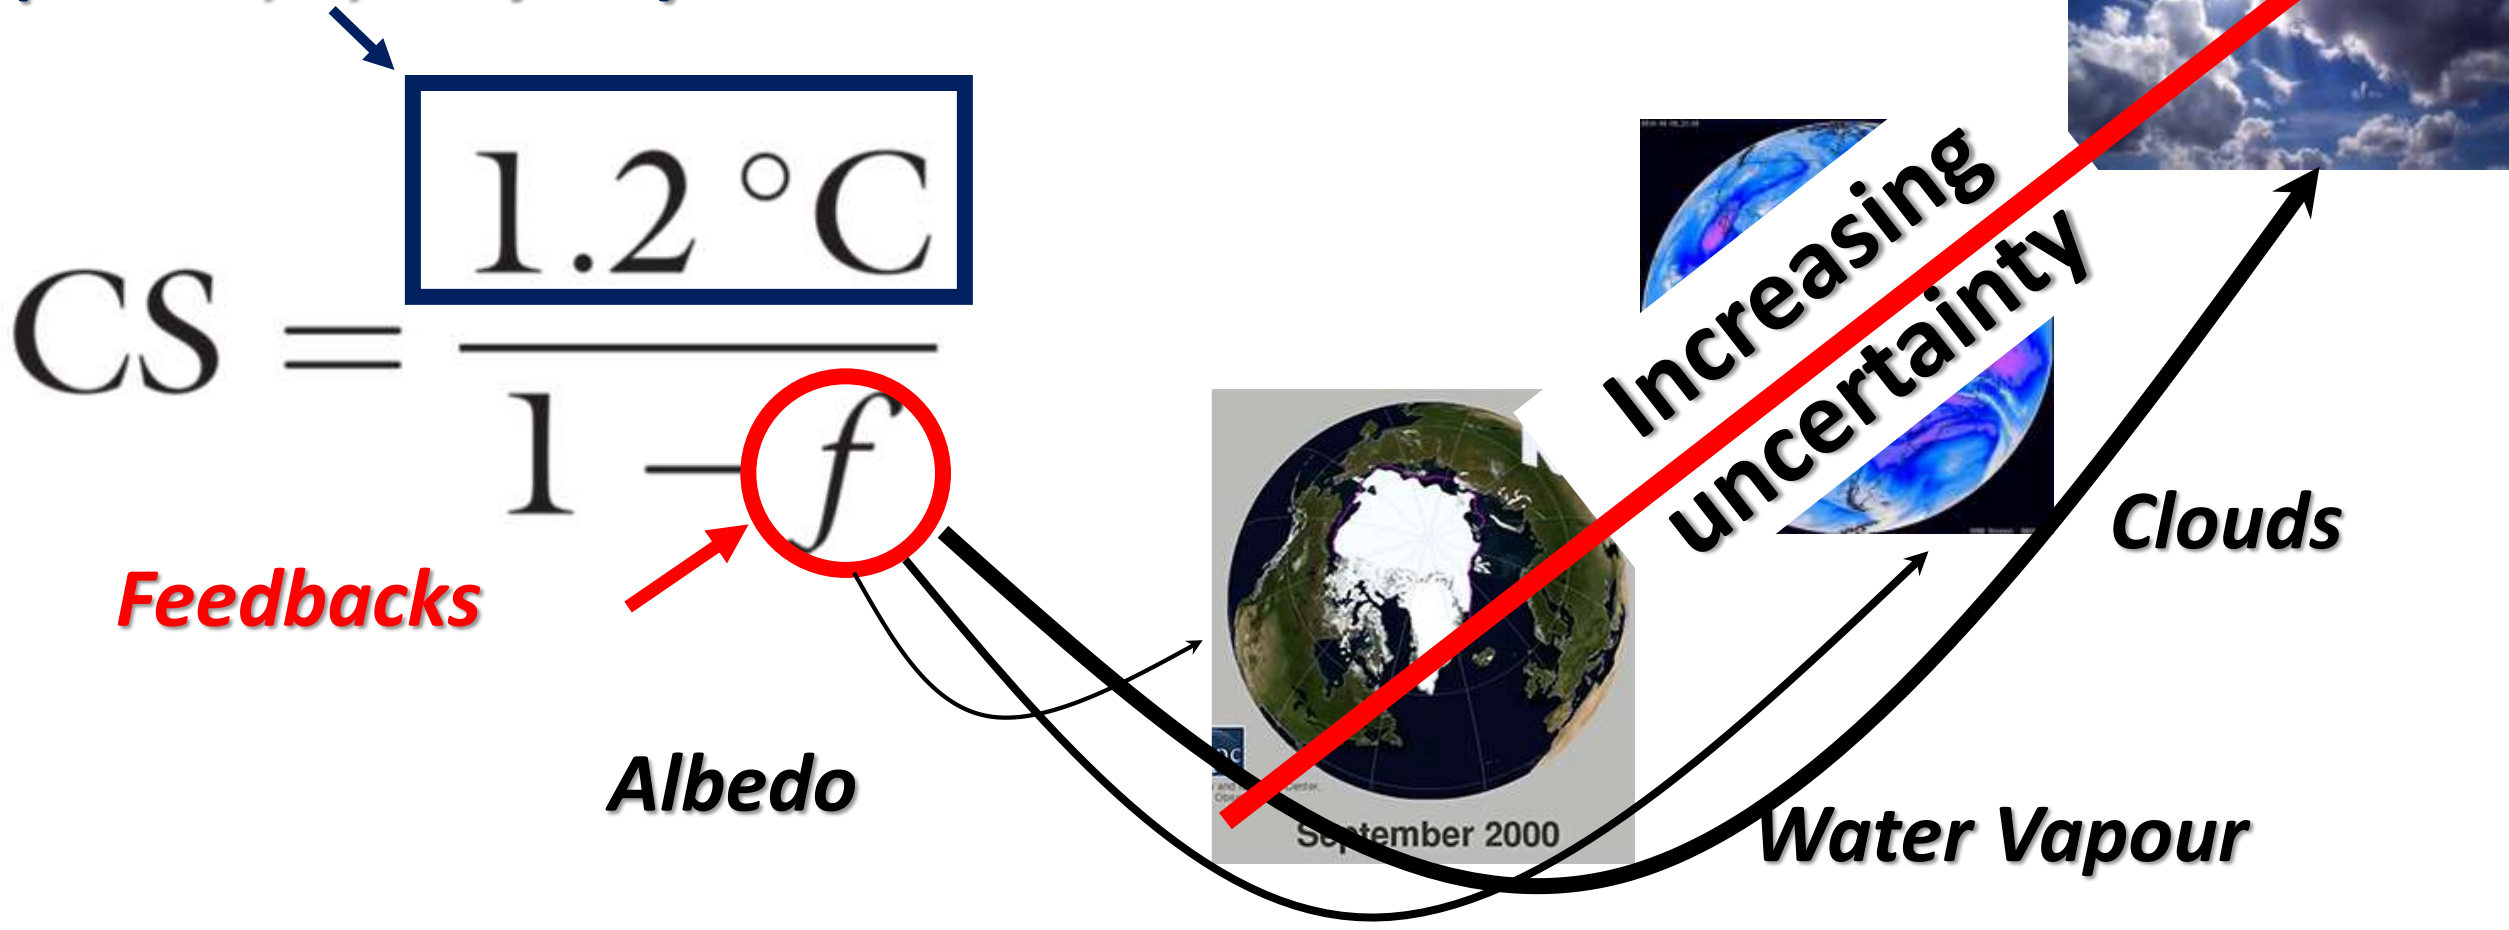 1.2 °C
CS =
1 – f
Feedbacks
Albedo
September 2000
Increasing
uncertainty
Clouds
Water Vapour